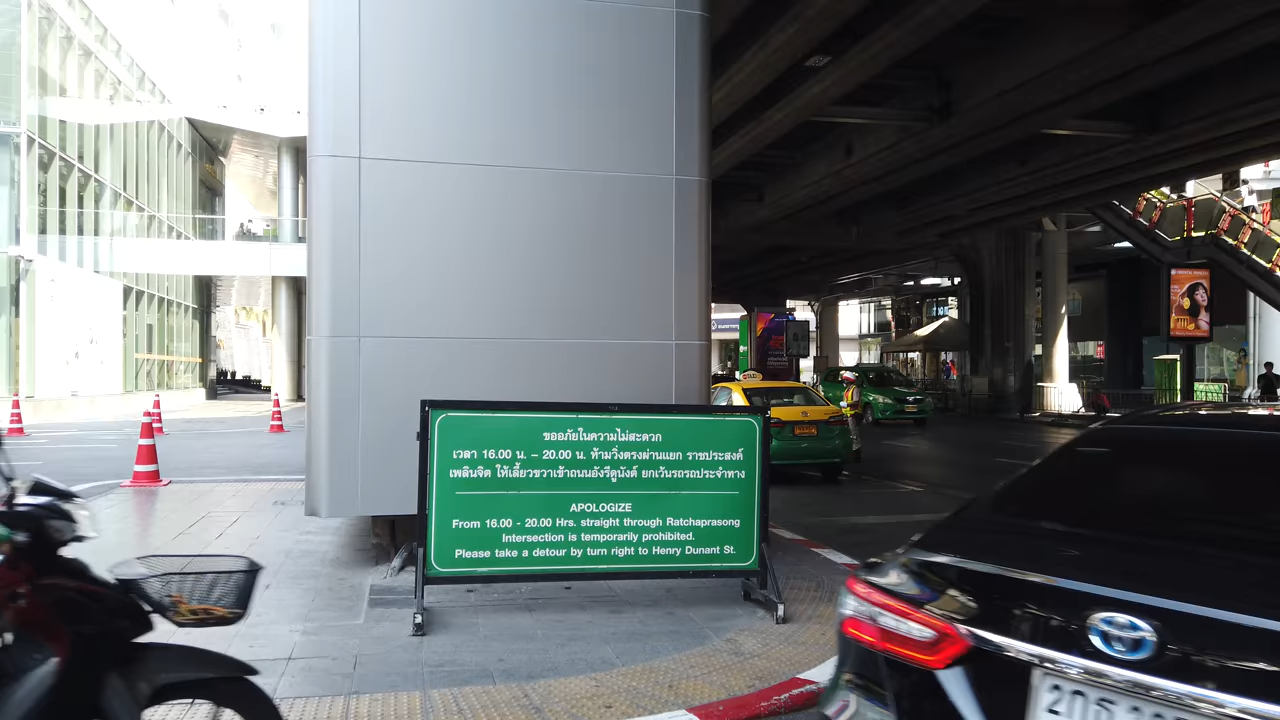 ขออภัยในความไม่สะดวก
เวลา 16.00 น. – 20.00 น. ห้ามวิ่งตรงผ่านแยก ราชประสงค์
เพลินจิต ให้เลี้ยวขวาเข้าถนนอังรีดูนังต์ ยกเว้นรถรถประจำทาง
APOLOGIZE
From 16.00 - 20.00 Hrs. straight through Ratchaprasong
Intersection is temporarily prohibited.
Please take a detour by turn right to Henry Dunant St.
TAXI